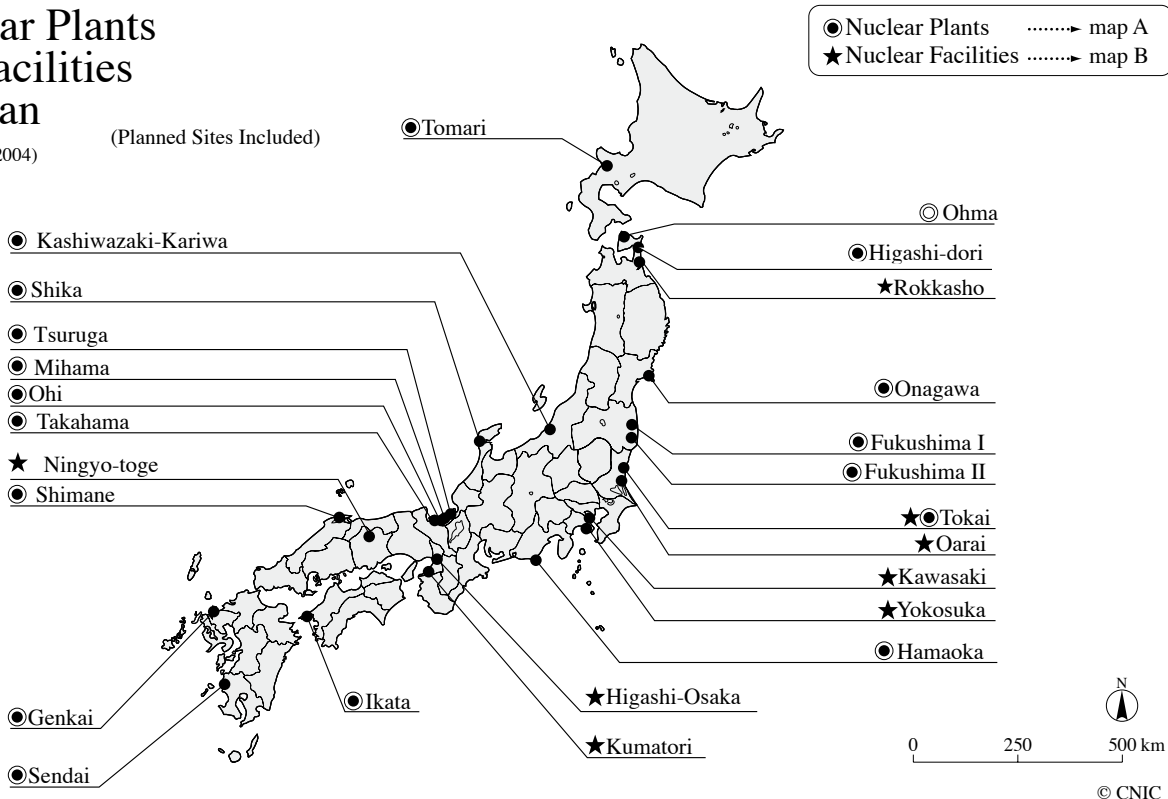 ar Plants
acilities
an
2004)
(Planned Sites Included)
Nuclear Plants map A
Nuclear Facilities map B
Tomari
Ohma
Higashi-dori
Rokkasho
Onagawa
Fukushima I
Fukushima II
Tokai
Oarai
Kawasaki
Yokosuka
Hamaoka
Kashiwazaki-Kariwa
Shika
Tsuruga
Mihama
Ohi
Takahama
Ningyo-toge
Shimane
Genkai
Sendai
Ikata
Higashi-Osaka
Kumatori
N
0 250 500 km
© CNIC